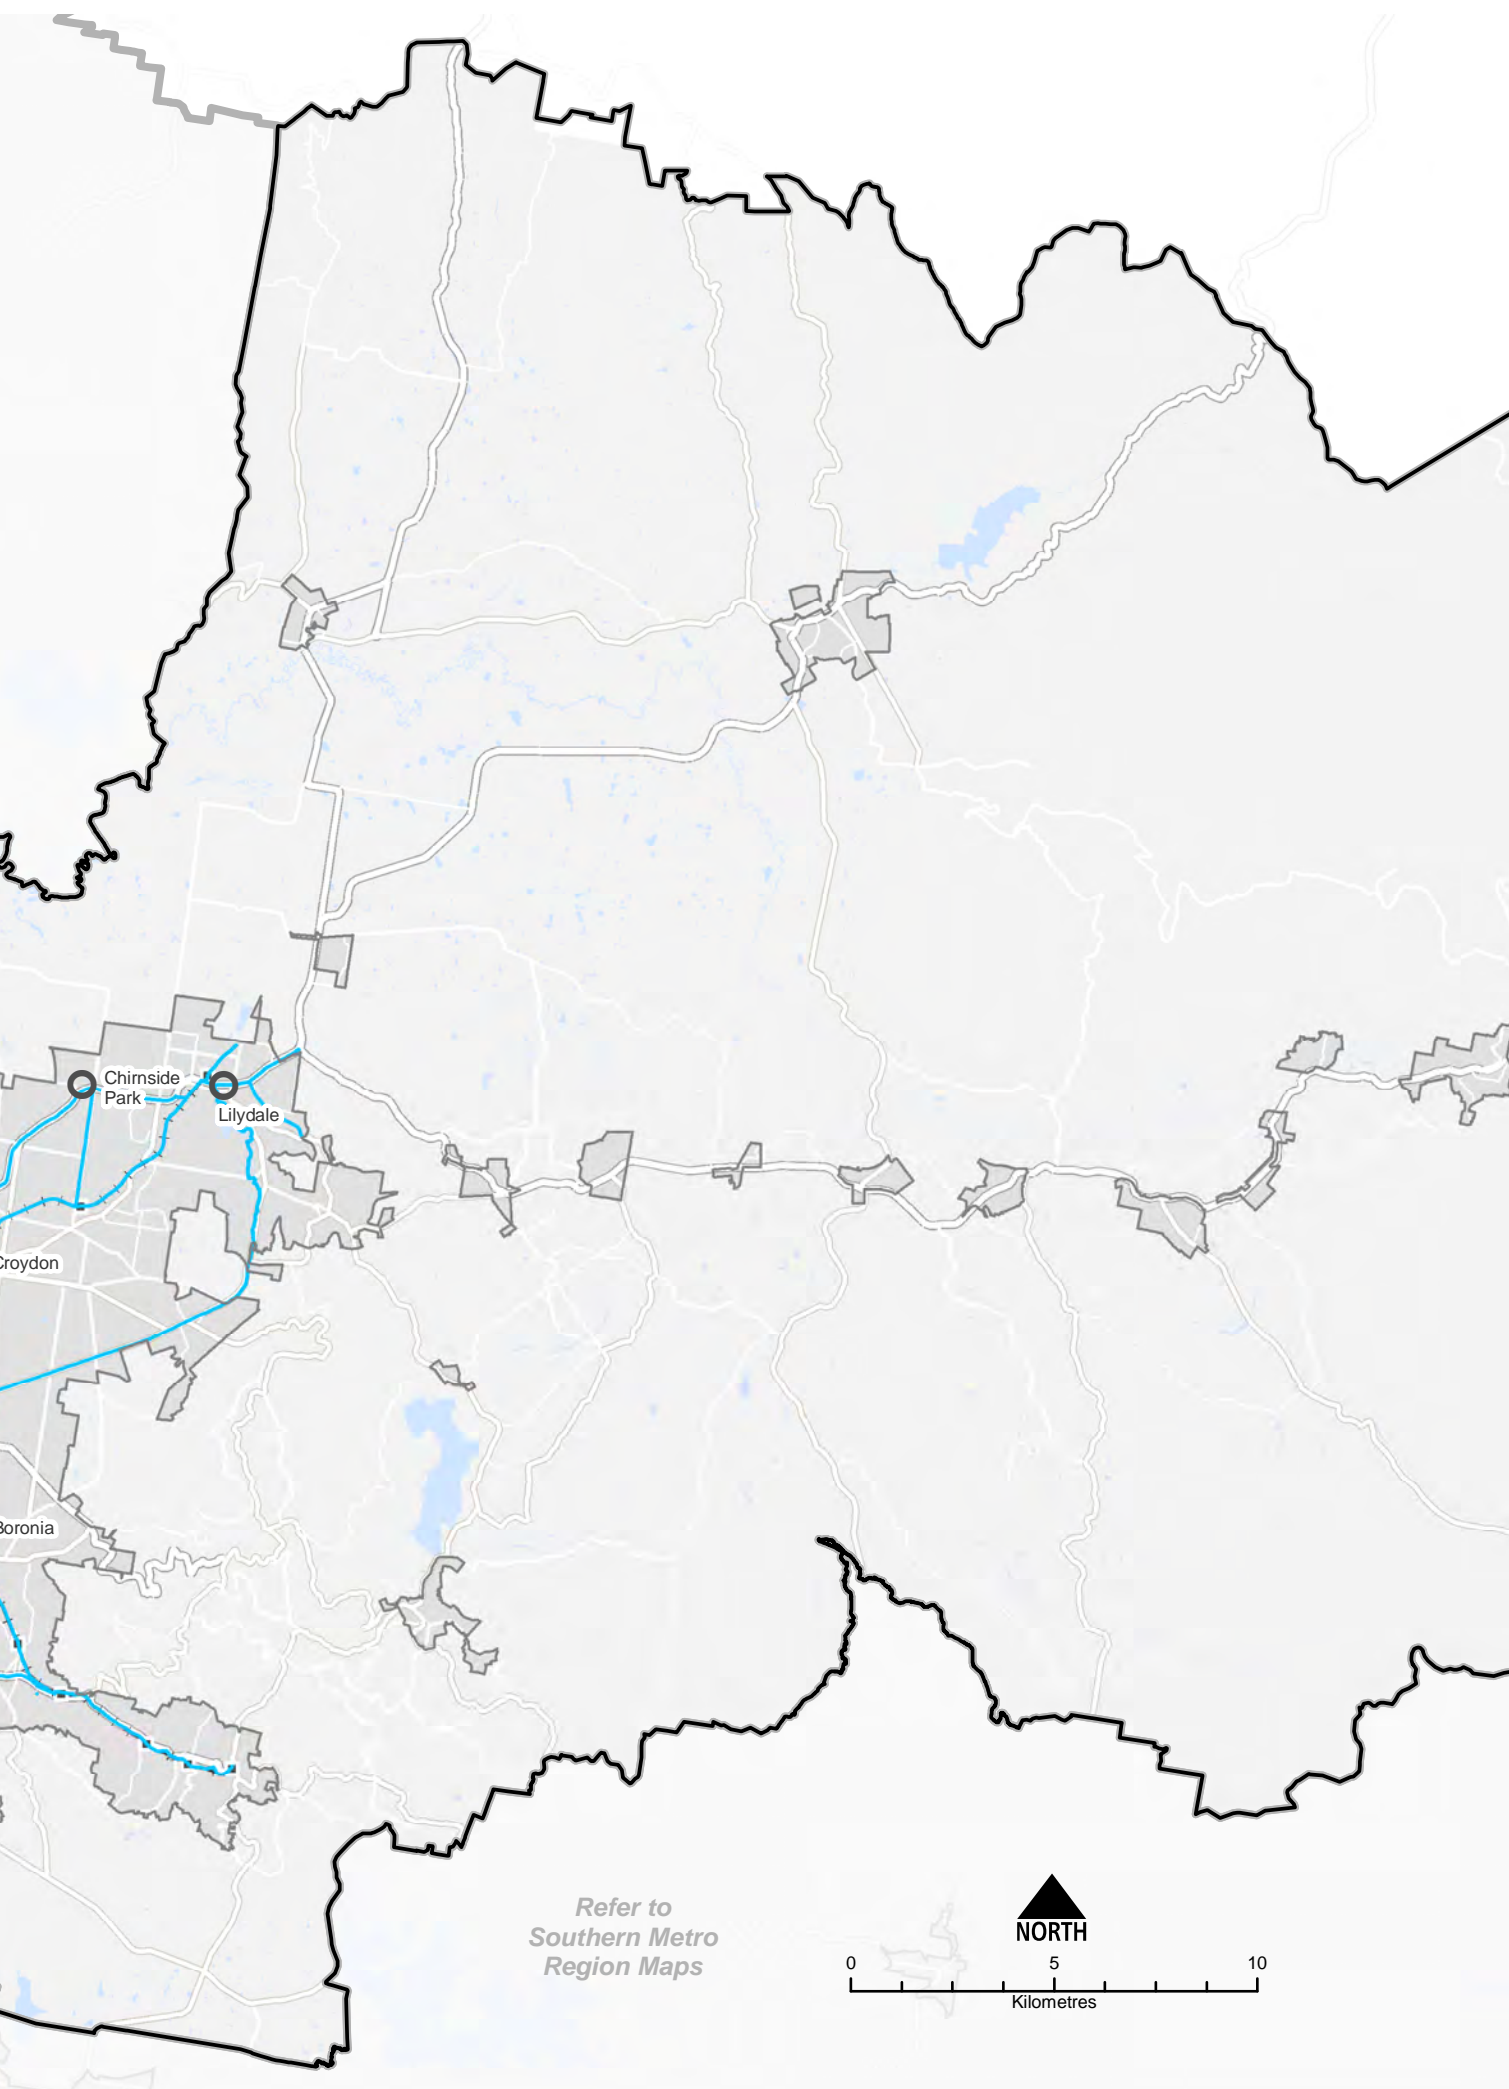 Chirnside
Park
Lilydale
Croydon
Boronia
Refer to
Southern Metro
Region Maps
NORTH
0 5 10
Kilometres